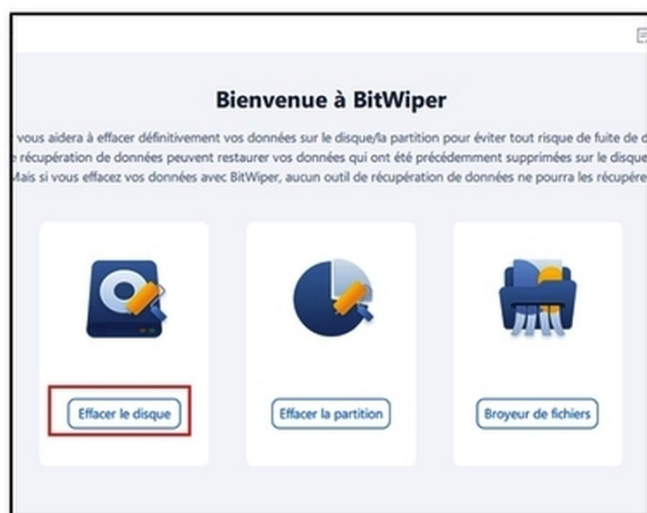 Bienvenue à BitWiper
vous aidera à effacer définitivement vos données sur le disque/la partition pour éviter tout risque de fuite de d
récupération de données peuvent restaurer vos données qui ont été précédemment supprimées sur le disque
Mais si vous effacez vos données avec BitWiper, aucun outil de récupération de données ne pourra les récupére
Effacer le disque
Effacer la partition
Broyeur de fichiers